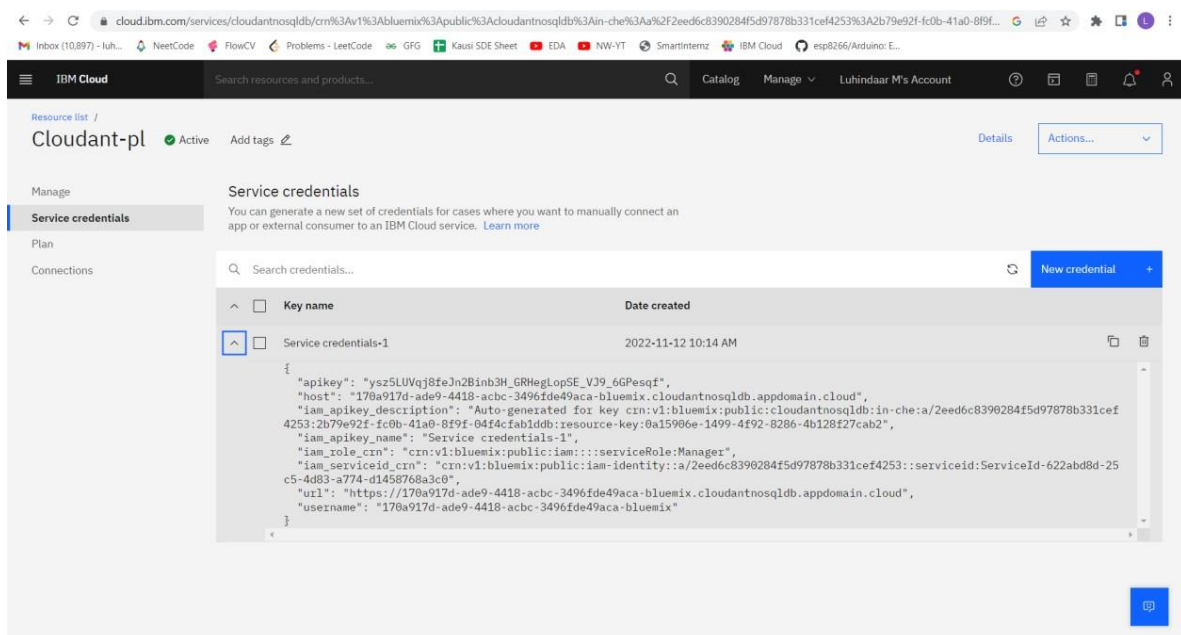 cloud.ibm.com/services/cloudantnosqldb/crn%3Av1%3Abluemix%3Apublic%3Acloudantnosqldb%3Ain-che%3Aa%2F2eed6c8390284f5d97878b331cef4253%3A2b79e92f-fc0b-41a0-8f9f...
Inbox (10,897) - luh... NeetCode FlowCV Problems - LeetCode GFG Kausi SDE Sheet EDA NW-YT SmartInternz IBM Cloud esp8266/Arduino: E...
IBM Cloud Search resources and products... Catalog Manage Luhindaar M's Account
Resource list /
Cloudant-pl Active Add tags Details Actions...
Manage
Service credentials
Plan
Connections
Service credentials
You can generate a new set of credentials for cases where you want to manually connect an
app or external consumer to an IBM Cloud service. Learn more
Search credentials... New credential +
Key name Date created
Service credentials-1 2022-11-12 10:14 AM
{
"apikey": "ysz5LUVqj8feJn2Binb3H_GRHegLopSE_VJ9_6GPesqf",
"host": "170a917d-ade9-4418-acbc-3496fde49aca-bluemix.cloudantnosqldb.appdomain.cloud",
"iam_apikey_description": "Auto-generated for key crn:v1:bluemix:public:cloudantnosqldb:in-che:a/2eed6c8390284f5d97878b331cef
4253:2b79e92f-fc0b-41a0-8f9f-04f4cfab1ddb:resource-key:0a15906e-1499-4f92-8286-4b128f27cab2",
"iam_apikey_name": "Service credentials-1",
"iam_role_crn": "crn:v1:bluemix:public:iam::::serviceRole:Manager",
"iam_serviceid_crn": "crn:v1:bluemix:public:iam-identity::a/2eed6c8390284f5d97878b331cef4253::serviceid:ServiceId-622abd8d-25
c5-4d83-a774-d1458768a3c0",
"url": "https://170a917d-ade9-4418-acbc-3496fde49aca-bluemix.cloudantnosqldb.appdomain.cloud",
"username": "170a917d-ade9-4418-acbc-3496fde49aca-bluemix"
}